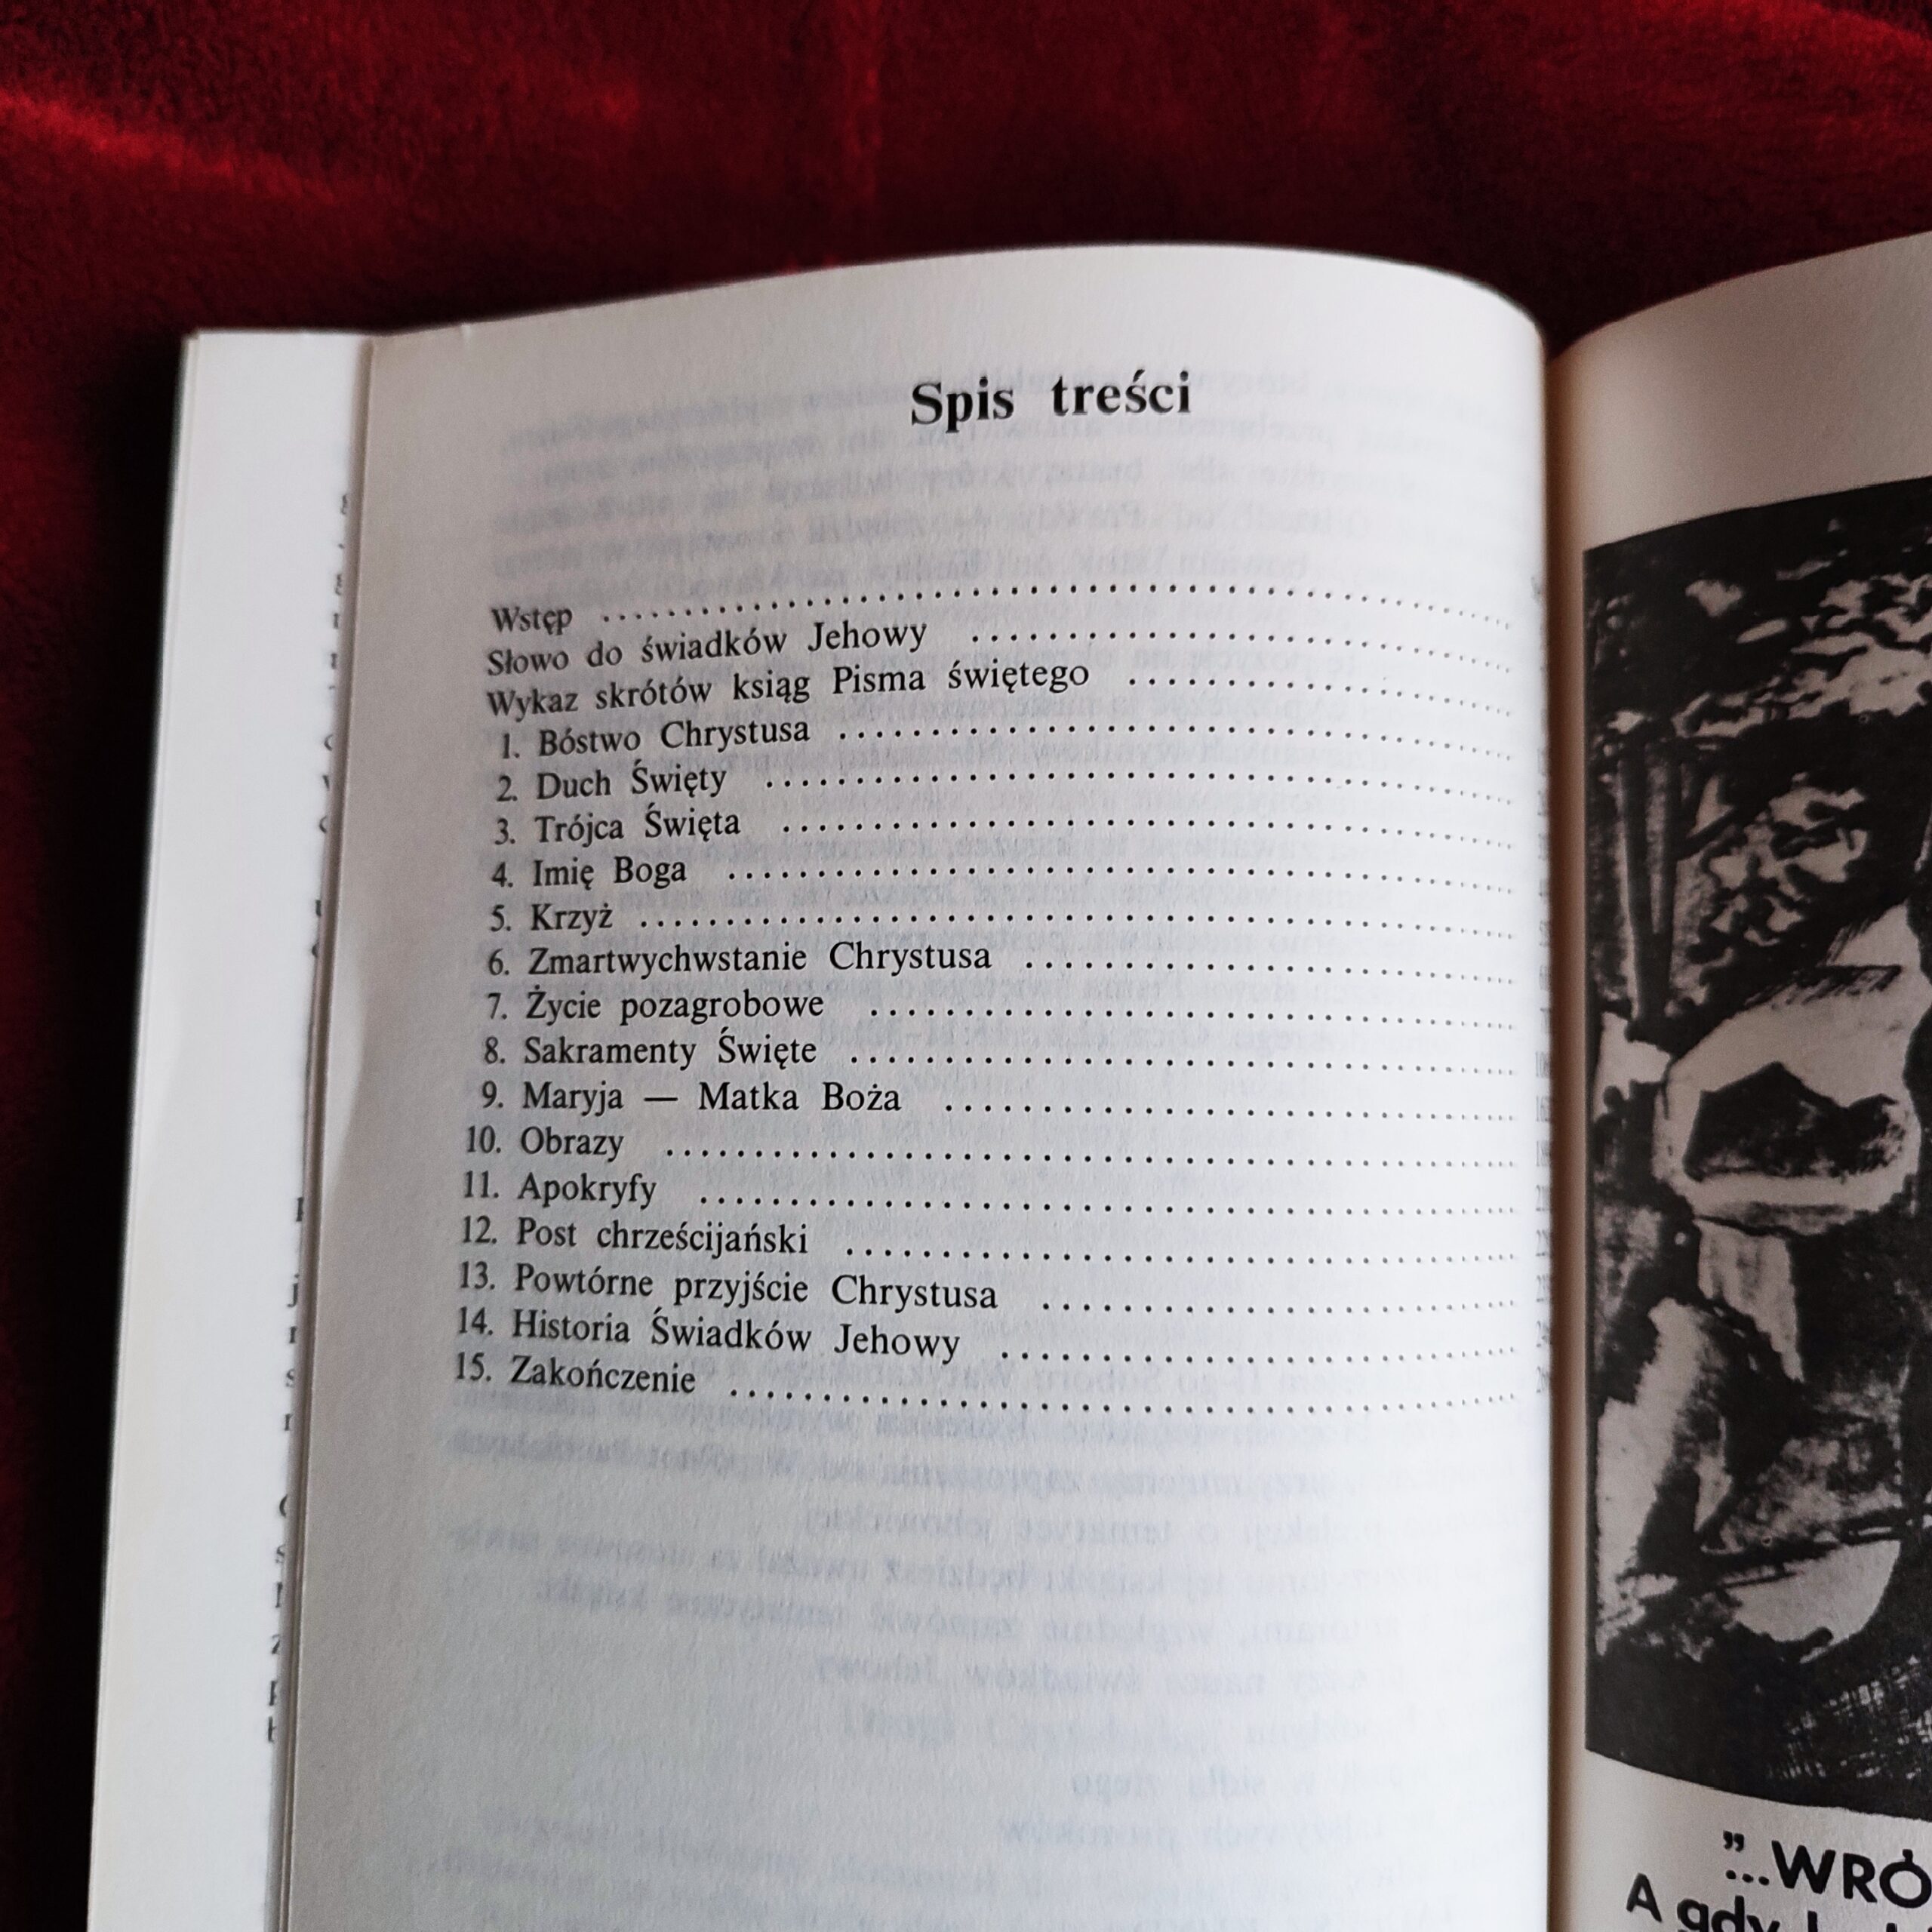 Spis treści
Wstęp
Słowo do świadków Jehowy
Wykaz skrótów ksiąg Pisma świętego
1. Bóstwo Chrystusa
2. Duch Święty
3. Trójca Święta
4. Imię Boga
5. Krzyż
6. Zmartwychwstanie Chrystusa
7. Życie pozagrobowe
8. Sakramenty Święte
9. Maryja — Matka Boża
10. Obrazy
11. Apokryfy
12. Post chrześcijański
13. Powtórne przyjście Chrystusa
14. Historia Świadków Jehowy
15. Zakończenie
„...WRÓ
A gdy